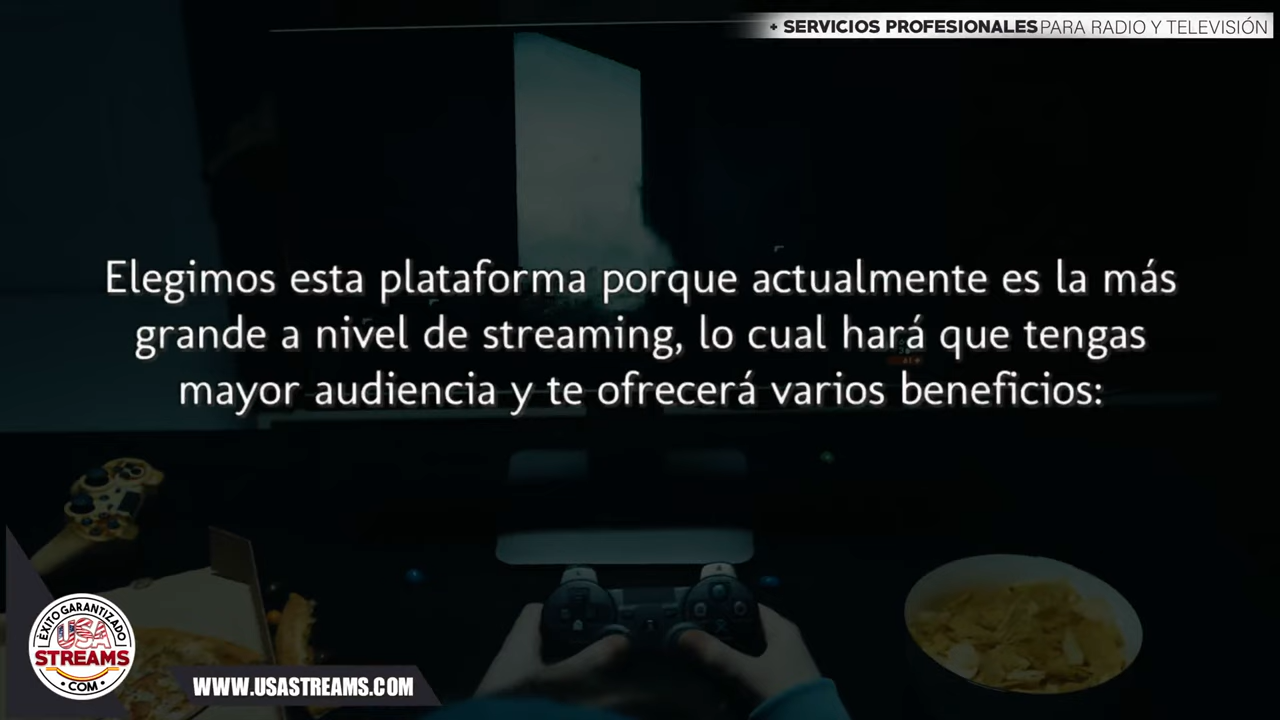 + SERVICIOS PROFESIONALES PARA RADIO Y TELEVISIÓN
Elegimos esta plataforma porque actualmente es la más
grande a nivel de streaming, lo cual hará que tengas
mayor audiencia y te ofrecerá varios beneficios:
ÉXITO GARANTIZADO
USA
STREAMS
• COM •
WWW.USASTREAMS.COM